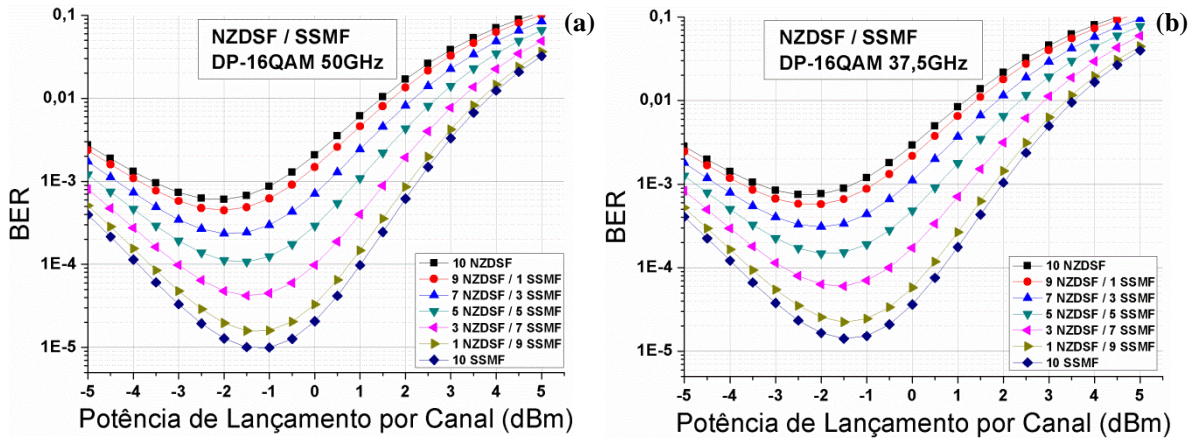 0,1
0,01
1E-3
1E-4
1E-5
BER
NZDSF / SSMF
DP-16QAM 50GHz
(a)
10 NZDSF
9 NZDSF / 1 SSMF
7 NZDSF / 3 SSMF
5 NZDSF / 5 SSMF
3 NZDSF / 7 SSMF
1 NZDSF / 9 SSMF
10 SSMF
-5 -4 -3 -2 -1 0 1 2 3 4 5
Potência de Lançamento por Canal (dBm)
0,1
0,01
1E-3
1E-4
1E-5
BER
NZDSF / SSMF
DP-16QAM 37,5GHz
(b)
10 NZDSF
9 NZDSF / 1 SSMF
7 NZDSF / 3 SSMF
5 NZDSF / 5 SSMF
3 NZDSF / 7 SSMF
1 NZDSF / 9 SSMF
10 SSMF
-5 -4 -3 -2 -1 0 1 2 3 4 5
Potência de Lançamento por Canal (dBm)